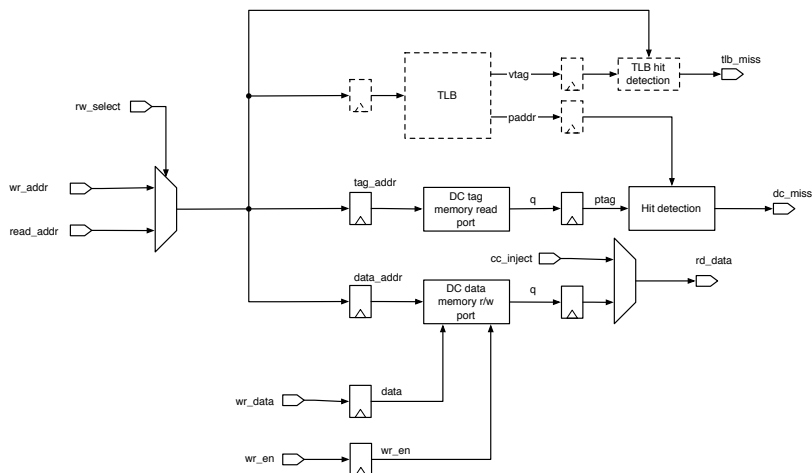 vtag
TLB hit
detection
tlb_miss
TLB
rw_select
paddr
wr_addr
tag_addr
DC tag
memory read
port
q
ptag
Hit detection
dc_miss
read_addr
cc_inject
rd_data
data_addr
DC data
memory r/w
port
q
wr_data
data
wr_en
wr_en